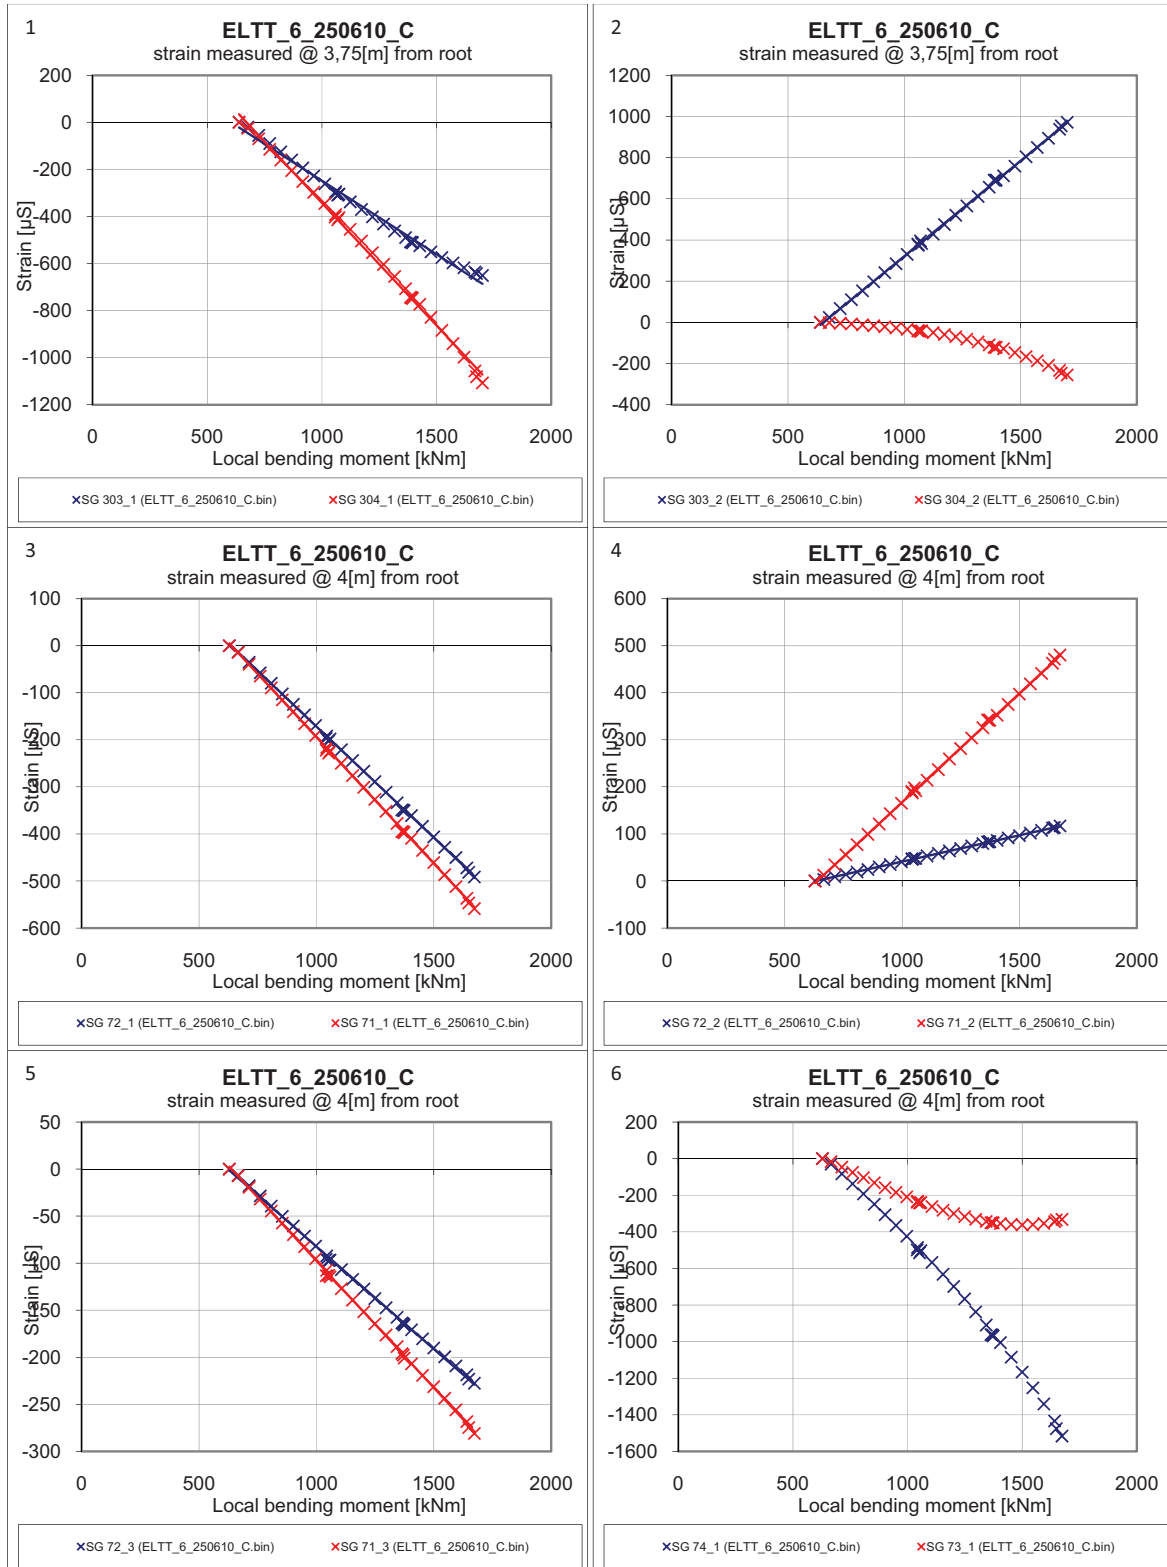 1
ELTT_6_250610_C
strain measured @ 3,75[m] from root
200
0
-200
-400
-600
-800
-1000
-1200
Strain [µS]
0 500 1000 1500 2000
Local bending moment [kNm]
×SG 303_1 (ELTT_6_250610_C.bin) ×SG 304_1 (ELTT_6_250610_C.bin)
2
ELTT_6_250610_C
strain measured @ 3,75[m] from root
1200
1000
800
600
400
200
0
-200
-400
Strain [µS]
0 500 1000 1500 2000
Local bending moment [kNm]
×SG 303_2 (ELTT_6_250610_C.bin) ×SG 304_2 (ELTT_6_250610_C.bin)
3
ELTT_6_250610_C
strain measured @ 4[m] from root
100
0
-100
-200
-300
-400
-500
-600
Strain [µS]
0 500 1000 1500 2000
Local bending moment [kNm]
×SG 72_1 (ELTT_6_250610_C.bin) ×SG 71_1 (ELTT_6_250610_C.bin)
4
ELTT_6_250610_C
strain measured @ 4[m] from root
600
500
400
300
200
100
0
-100
Strain [µS]
0 500 1000 1500 2000
Local bending moment [kNm]
×SG 72_2 (ELTT_6_250610_C.bin) ×SG 71_2 (ELTT_6_250610_C.bin)
5
ELTT_6_250610_C
strain measured @ 4[m] from root
50
0
-50
-100
-150
-200
-250
-300
Strain [µS]
0 500 1000 1500 2000
Local bending moment [kNm]
×SG 72_3 (ELTT_6_250610_C.bin) ×SG 71_3 (ELTT_6_250610_C.bin)
6
ELTT_6_250610_C
strain measured @ 4[m] from root
200
0
-200
-400
-600
-800
-1000
-1200
-1400
-1600
Strain [µS]
0 500 1000 1500 2000
Local bending moment [kNm]
×SG 74_1 (ELTT_6_250610_C.bin) ×SG 73_1 (ELTT_6_250610_C.bin)